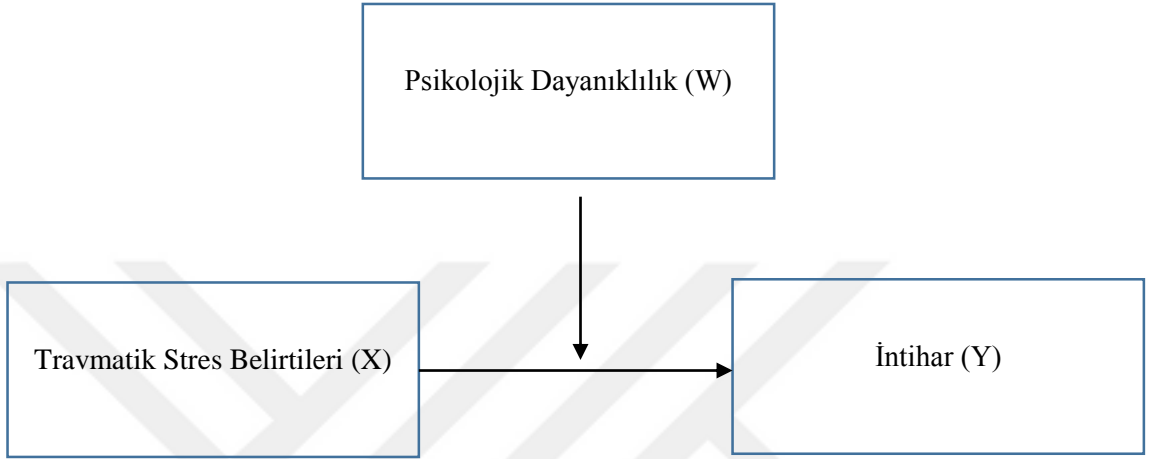 Psikolojik Dayanıklılık (W)
Travmatik Stres Belirtileri (X)
İntihar (Y)